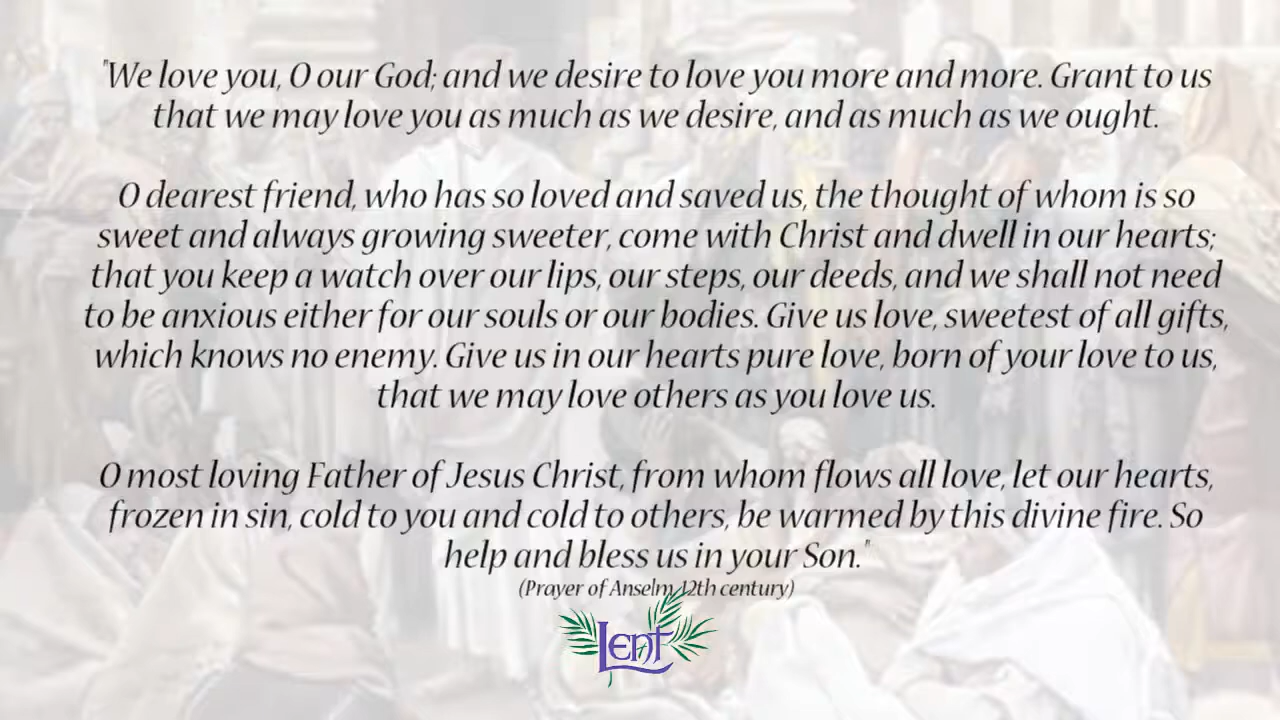 "We love you, O our God; and we desire to love you more and more. Grant to us
that we may love you as much as we desire, and as much as we ought.
O dearest friend, who has so loved and saved us, the thought of whom is so
sweet and always growing sweeter, come with Christ and dwell in our hearts;
that you keep a watch over our lips, our steps, our deeds, and we shall not need
to be anxious either for our souls or our bodies. Give us love, sweetest of all gifts,
which knows no enemy. Give us in our hearts pure love, born of your love to us,
that we may love others as you love us.
O most loving Father of Jesus Christ, from whom flows all love, let our hearts,
frozen in sin, cold to you and cold to others, be warmed by this divine fire. So
help and bless us in your Son."
(Prayer of Anselm, 12th century)
Lent